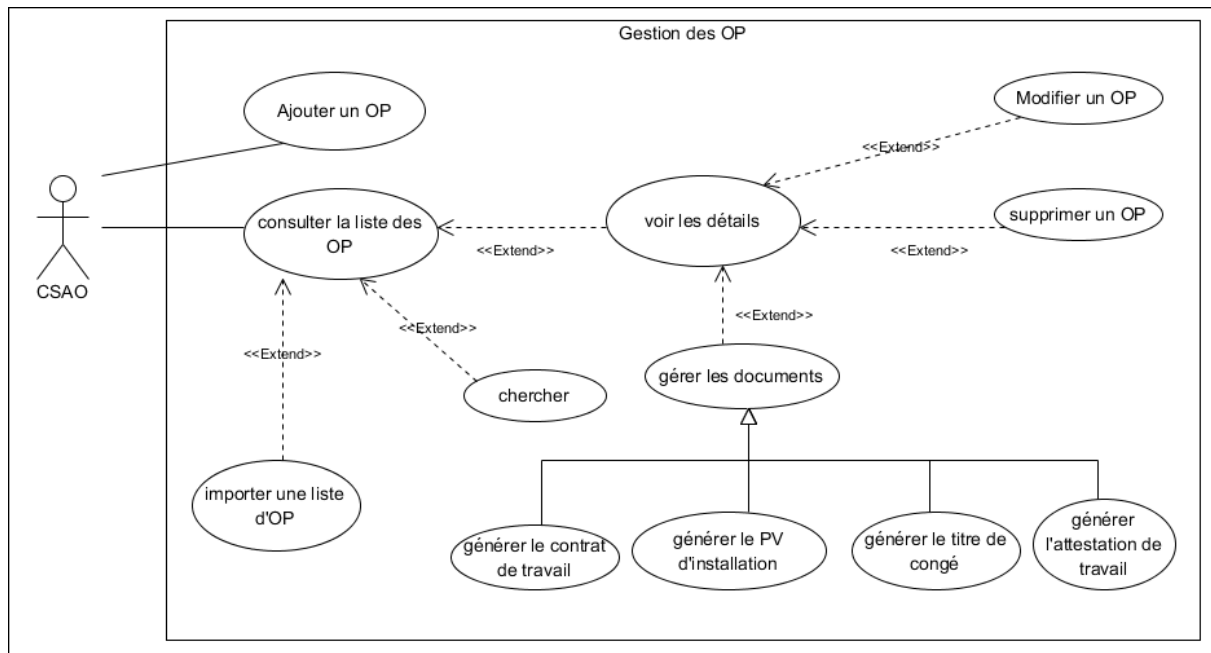 Gestion des OP
Ajouter un OP
Modifier un OP
<<Extend>>
consulter la liste des
OP
voir les détails
supprimer un OP
<<Extend>>
<<Extend>>
CSAO
<<Extend>>
<<Extend>>
<<Extend>>
gérer les documents
chercher
importer une liste
d'OP
générer le contrat
de travail
générer le PV
d'installation
générer le titre de
congé
générer
l'attestation de
travail